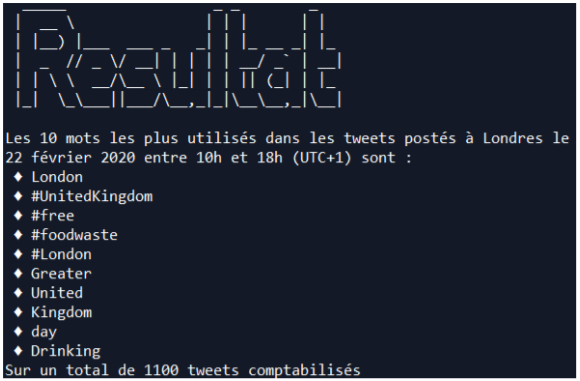 Resultat
Les 10 mots les plus utilisés dans les tweets postés à Londres le
22 février 2020 entre 10h et 18h (UTC+1) sont :
♦ London
♦ #UnitedKingdom
♦ #free
♦ #foodwaste
♦ #London
♦ Greater
♦ United
♦ Kingdom
♦ day
♦ Drinking
Sur un total de 1100 tweets comptabilisés